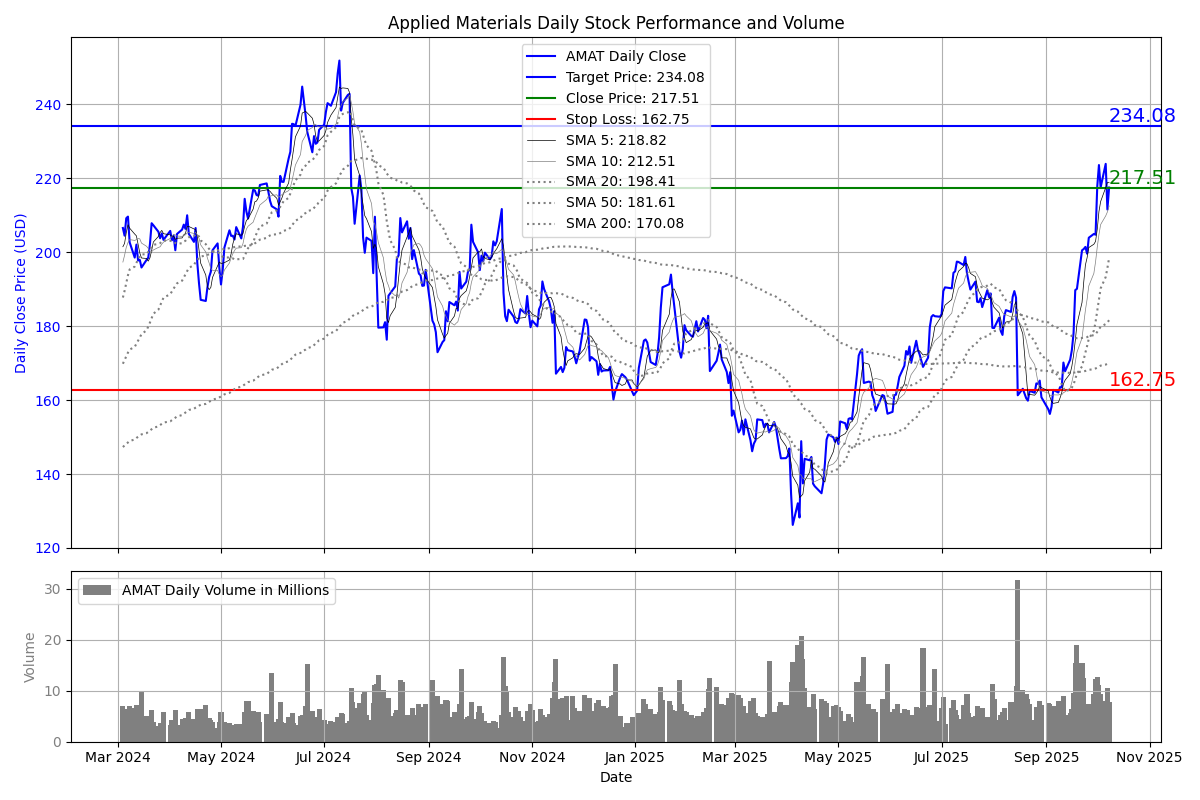 Applied Materials Daily Stock Performance and Volume
AMAT Daily Close
Target Price: 234.08
Close Price: 217.51
Stop Loss: 162.75
SMA 5: 218.82
SMA 10: 212.51
SMA 20: 198.41
SMA 50: 181.61
SMA 200: 170.08
234.08
217.51
162.75
Daily Close Price (USD)
240
220
200
180
160
140
120
AMAT Daily Volume in Millions
Volume
30
20
10
0
Mar 2024 May 2024 Jul 2024 Sep 2024 Nov 2024 Jan 2025 Mar 2025 May 2025 Jul 2025 Sep 2025 Nov 2025
Date